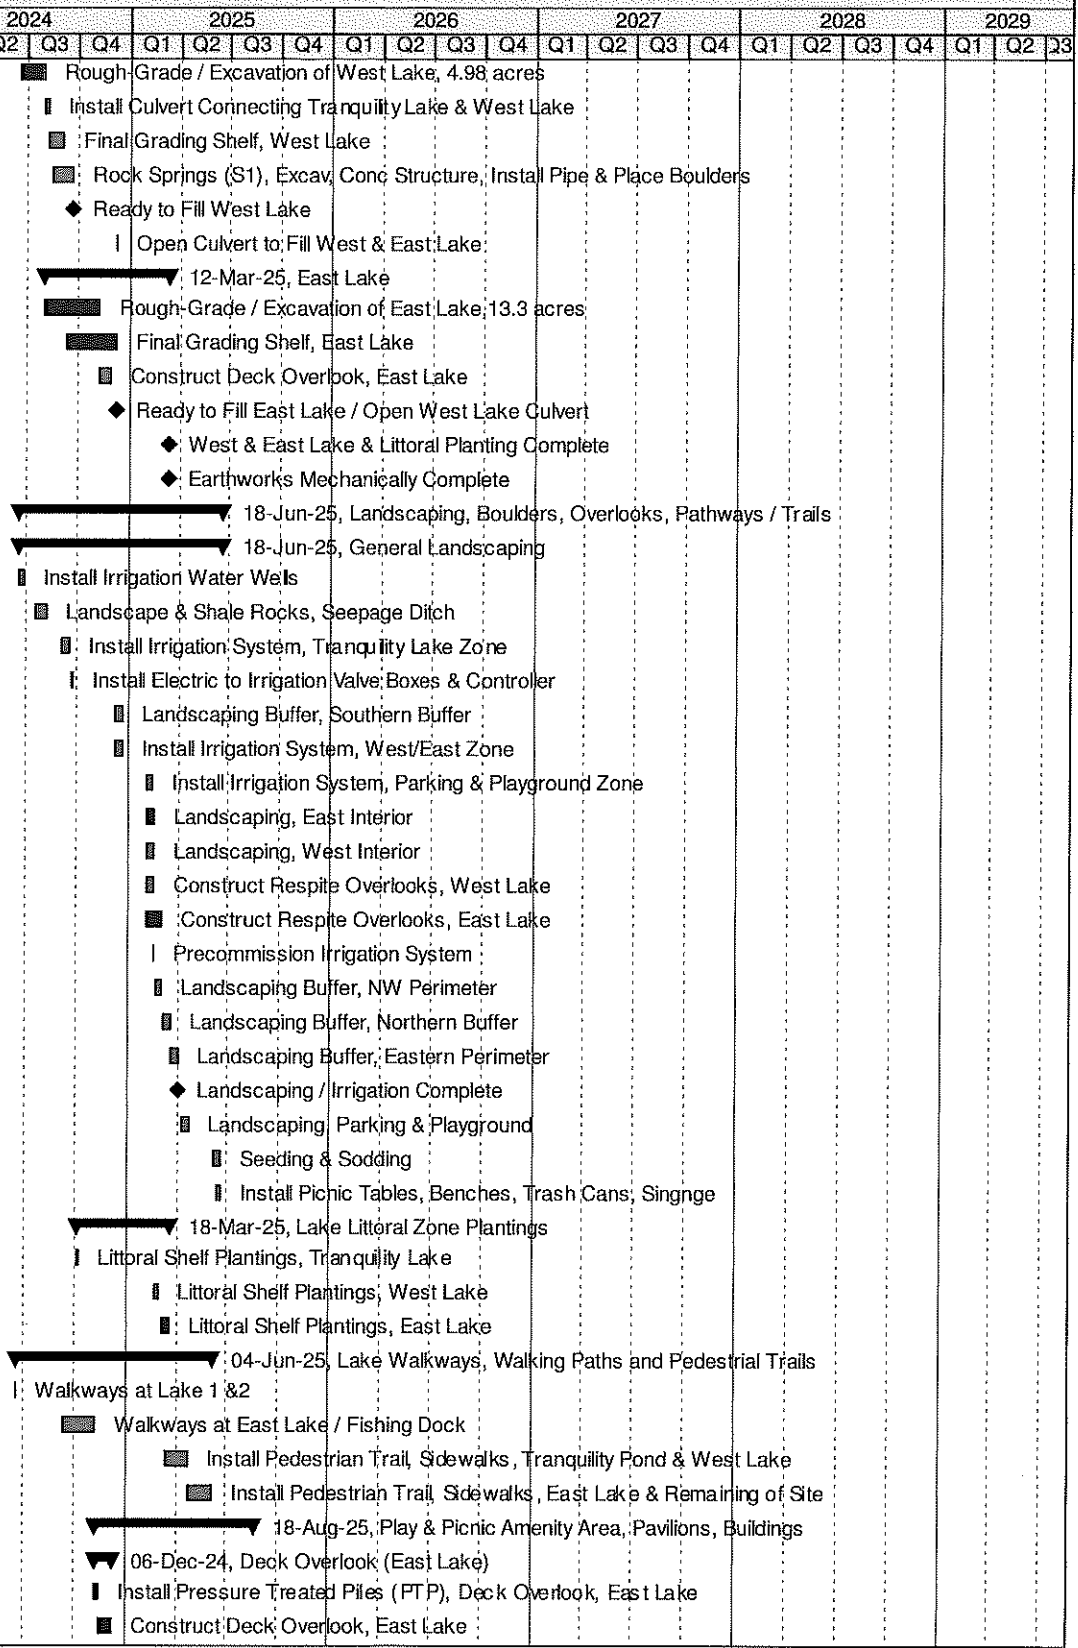 2024 2025 2026 2027 2028 2029
Q2 Q3 Q4 Q1 Q2 Q3 Q4 Q1 Q2 Q3 Q4 Q1 Q2 Q3 Q4 Q1 Q2 Q3 Q4 Q1 Q2 Q3
Rough-Grade / Excavation of West Lake, 4.98 acres
Install Culvert Connecting Tranquility Lake & West Lake
Final Grading Shelf, West Lake
Rock Springs (S1), Excav, Conc Structure, Install Pipe & Place Boulders
Ready to Fill West Lake
Open Culvert to Fill West & East Lake
12-Mar-25, East Lake
Rough-Grade / Excavation of East Lake, 13.3 acres
Final Grading Shelf, East Lake
Construct Deck Overlook, East Lake
Ready to Fill East Lake / Open West Lake Culvert
West & East Lake & Littoral Planting Complete
Earthworks Mechanically Complete
18-Jun-25, Landscaping, Boulders, Overlooks, Pathways / Trails
18-Jun-25, General Landscaping
Install Irrigation Water Wells
Landscape & Shale Rocks, Seepage Ditch
Install Irrigation System, Tranquility Lake Zone
Install Electric to Irrigation Valve Boxes & Controller
Landscaping Buffer, Southern Buffer
Install Irrigation System, West/East Zone
Install Irrigation System, Parking & Playground Zone
Landscaping, East Interior
Landscaping, West Interior
Construct Respite Overlooks, West Lake
Construct Respite Overlooks, East Lake
Precommission Irrigation System
Landscaping Buffer, NW Perimeter
Landscaping Buffer, Northern Buffer
Landscaping Buffer, Eastern Perimeter
Landscaping / Irrigation Complete
Landscaping, Parking & Playground
Seeding & Sodding
Install Picnic Tables, Benches, Trash Cans, Singnge
18-Mar-25, Lake Littoral Zone Plantings
Littoral Shelf Plantings, Tranquility Lake
Littoral Shelf Plantings, West Lake
Littoral Shelf Plantings, East Lake
04-Jun-25, Lake Walkways, Walking Paths and Pedestrial Trails
Walkways at Lake 1 &2
Walkways at East Lake / Fishing Dock
Install Pedestrian Trail, Sidewalks, Tranquility Pond & West Lake
Install Pedestrian Trail, Sidewalks, East Lake & Remaining of Site
18-Aug-25, Play & Picnic Amenity Area, Pavilions, Buildings
06-Dec-24, Deck Overlook (East Lake)
Install Pressure Treated Piles (PTP), Deck Overlook, East Lake
Construct Deck Overlook, East Lake